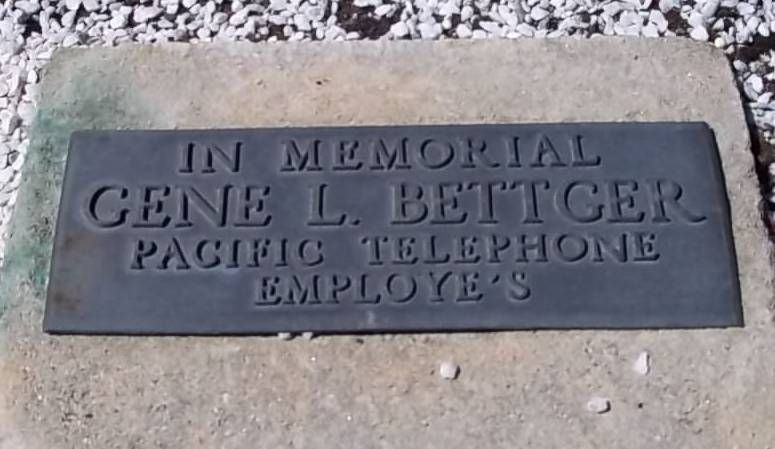 IN MEMORIAL
GENE L. BETTGER
PACIFIC TELEPHONE
EMPLOYE'S